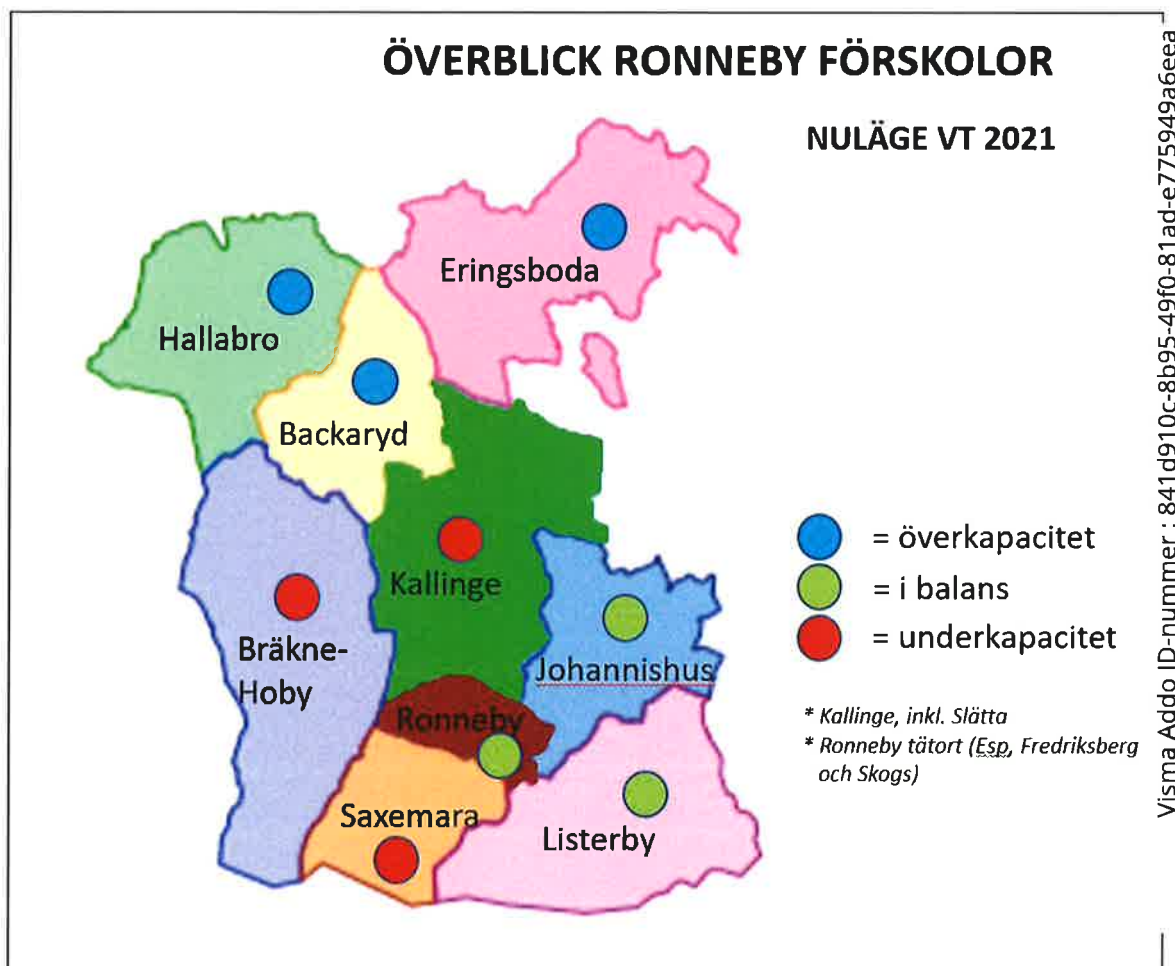 ÖVERBLICK RONNEBY FÖRSKOLOR
NULÄGE VT 2021
Eringsboda
Hallabro
Backaryd
Kallinge
Bräkne-
Hoby
Johannishus
Ronneby
Saxemara
Listerby
= överkapacitet
= i balans
= underkapacitet
* Kallinge, inkl. Slätta
* Ronneby tätort (Esp, Fredriksberg
och Skogs)
Visma Addo ID-nummer : 841d910c-8b95-49f0-81ad-e775949a6eea